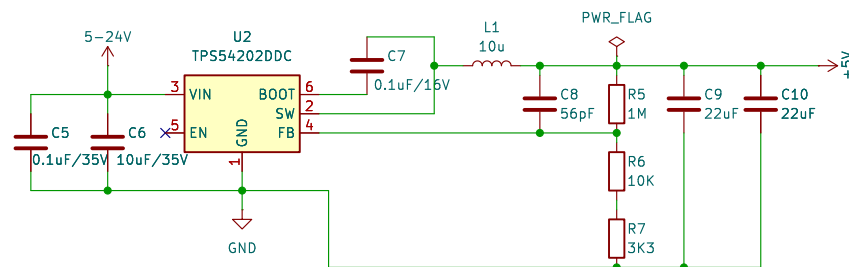 PWR_FLAG
5-24V
U2
TPS54202DDC
L1
10u
C7
0.1uF/16V
+5V
3
VIN
BOOT
6
SW
2
5
EN
GND
FB
4
1
C5
0.1uF/35V
C6
10uF/35V
C8
56pF
R5
1M
C9
22uF
C10
22uF
R6
10K
R7
3K3
GND